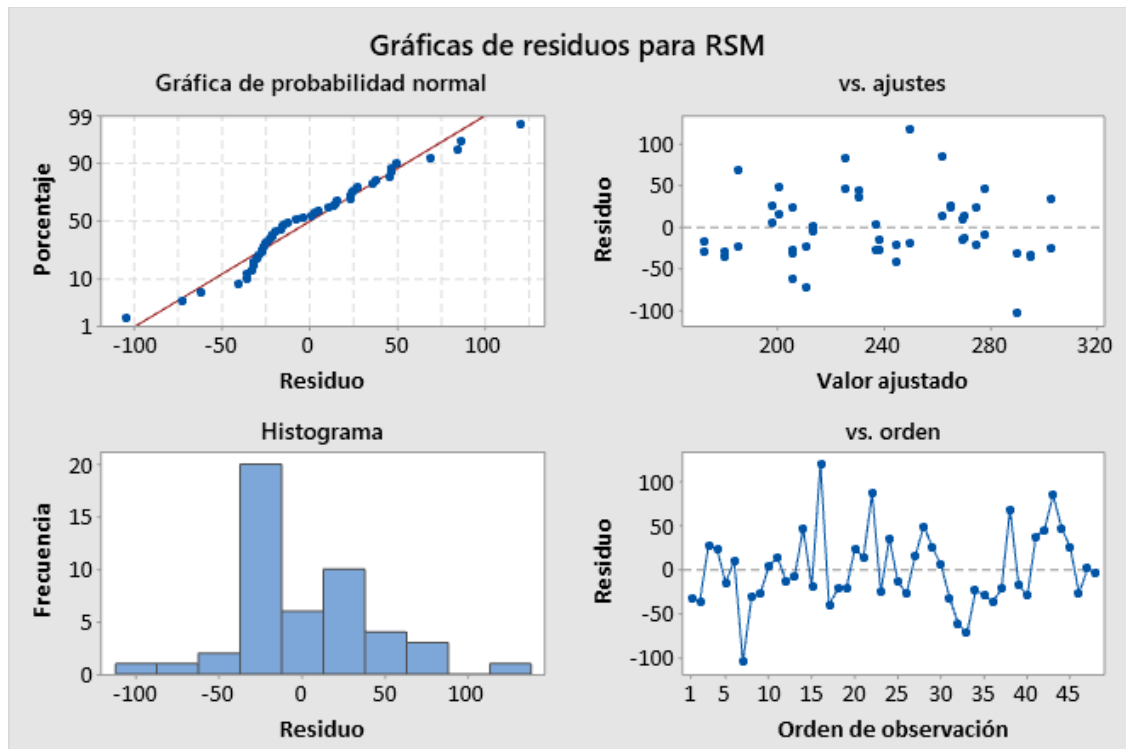 Gráficas de residuos para RSM
Gráfica de probabilidad normal
99
90
50
10
1
Porcentaje
-100 -50 0 50 100
Residuo
vs. ajustes
100
50
0
-50
-100
Residuo
200 240 280 320
Valor ajustado
Histograma
20
15
10
5
0
Frecuencia
-100 -50 0 50 100
Residuo
vs. orden
100
50
0
-50
-100
Residuo
1 5 10 15 20 25 30 35 40 45
Orden de observación